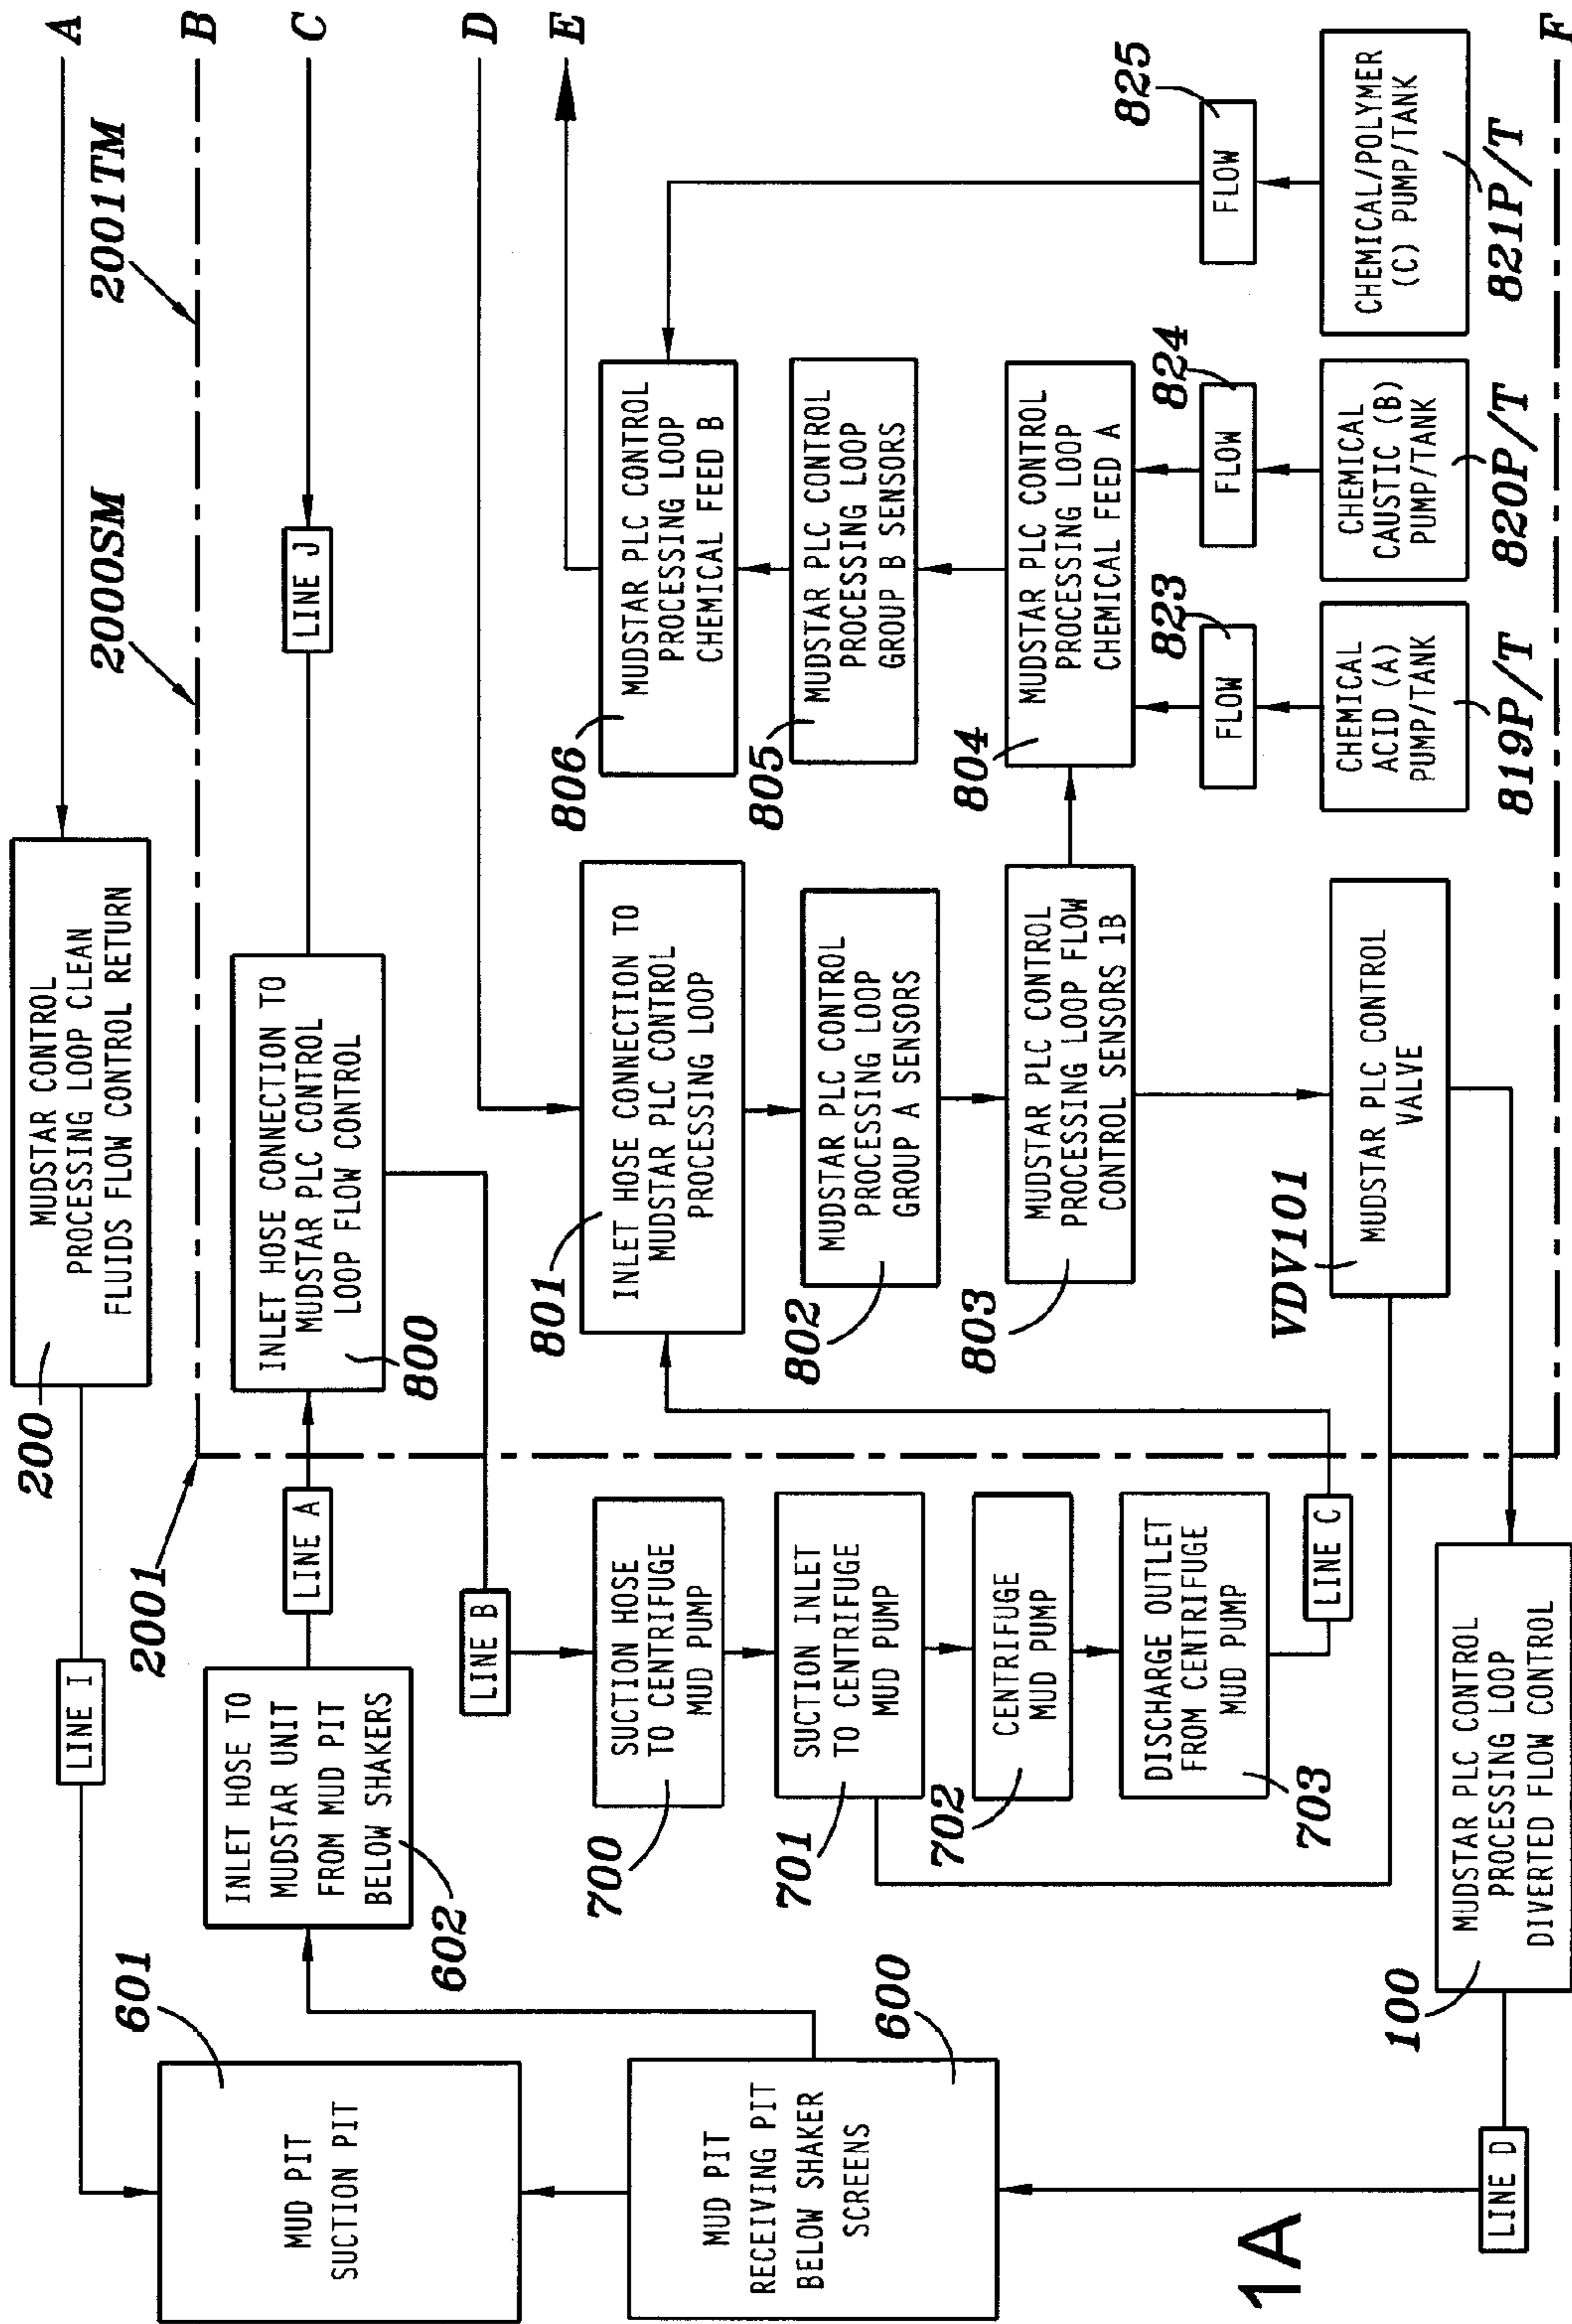 A
B
C
D
E
F
2001TM
2000SM
2001
200
MUDSTAR CONTROL
PROCESSING LOOP CLEAN
FLUIDS FLOW CONTROL RETURN
LINE I
LINE J
INLET HOSE CONNECTION TO
MUDSTAR PLC CONTROL
LOOP FLOW CONTROL
800
LINE A
INLET HOSE TO
MUDSTAR UNIT
FROM MUD PIT
BELOW SHAKERS
602
601
MUD PIT
SUCTION PIT
MUD PIT
RECEIVING PIT
BELOW SHAKER
SCREENS
600
LINE B
SUCTION HOSE
TO CENTRIFUGE
MUD PUMP
700
SUCTION INLET
TO CENTRIFUGE
MUD PUMP
701
CENTRIFUGE
MUD PUMP
702
DISCHARGE OUTLET
FROM CENTRIFUGE
MUD PUMP
703
LINE C
801
INLET HOSE CONNECTION TO
MUDSTAR PLC CONTROL
PROCESSING LOOP
MUDSTAR PLC CONTROL
PROCESSING LOOP
GROUP A SENSORS
802
MUDSTAR PLC CONTROL
PROCESSING LOOP FLOW
CONTROL SENSORS 1B
803
VDV101
MUDSTAR PLC CONTROL
VALVE
MUDSTAR PLC CONTROL
PROCESSING LOOP
CHEMICAL FEED B
806
MUDSTAR PLC CONTROL
PROCESSING LOOP
GROUP B SENSORS
805
MUDSTAR PLC CONTROL
PROCESSING LOOP
CHEMICAL FEED A
804
FLOW
823
FLOW
824
FLOW
825
CHEMICAL
ACID (A)
PUMP/TANK
819P/T
CHEMICAL
CAUSTIC (B)
PUMP/TANK
820P/T
CHEMICAL/POLYMER
(C) PUMP/TANK
821P/T
MUDSTAR PLC CONTROL
PROCESSING LOOP
DIVERTED FLOW CONTROL
100
LINE D
1A